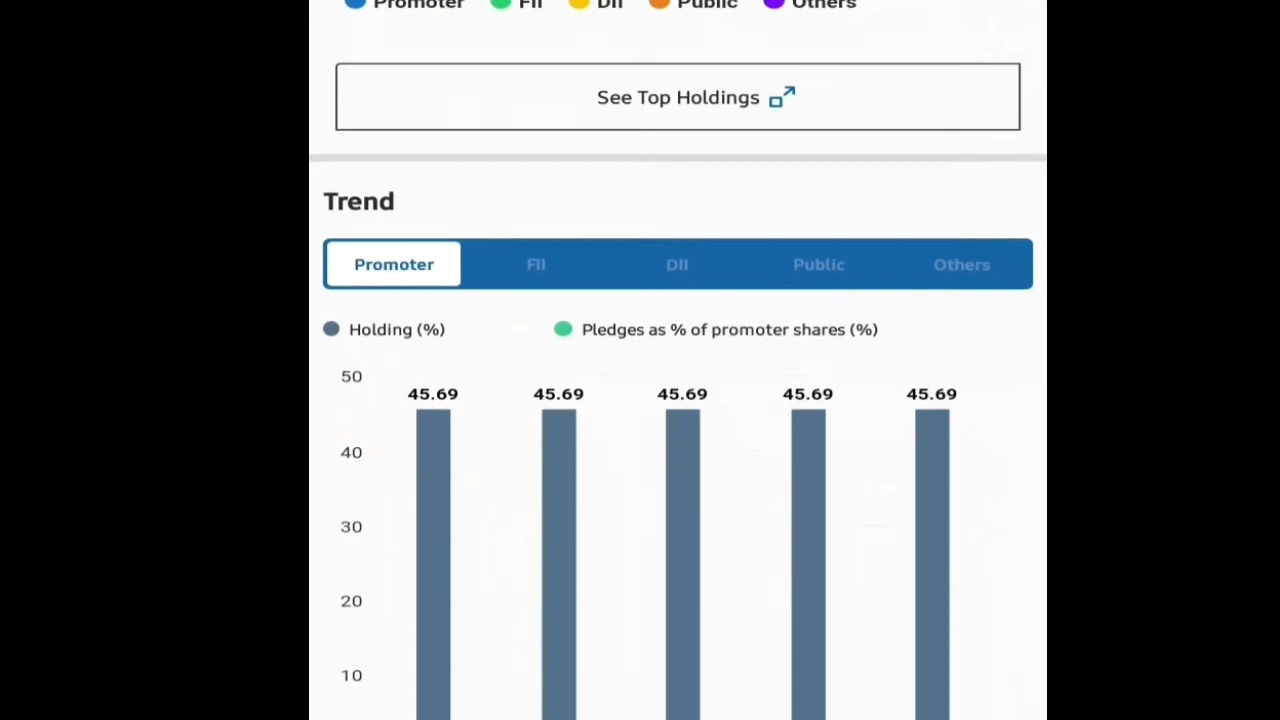 Promoter FII DII Public Others
See Top Holdings
Trend
Promoter FII DII Public Others
Holding (%) Pledges as % of promoter shares (%)
50
45.69 45.69 45.69 45.69 45.69
40
30
20
10